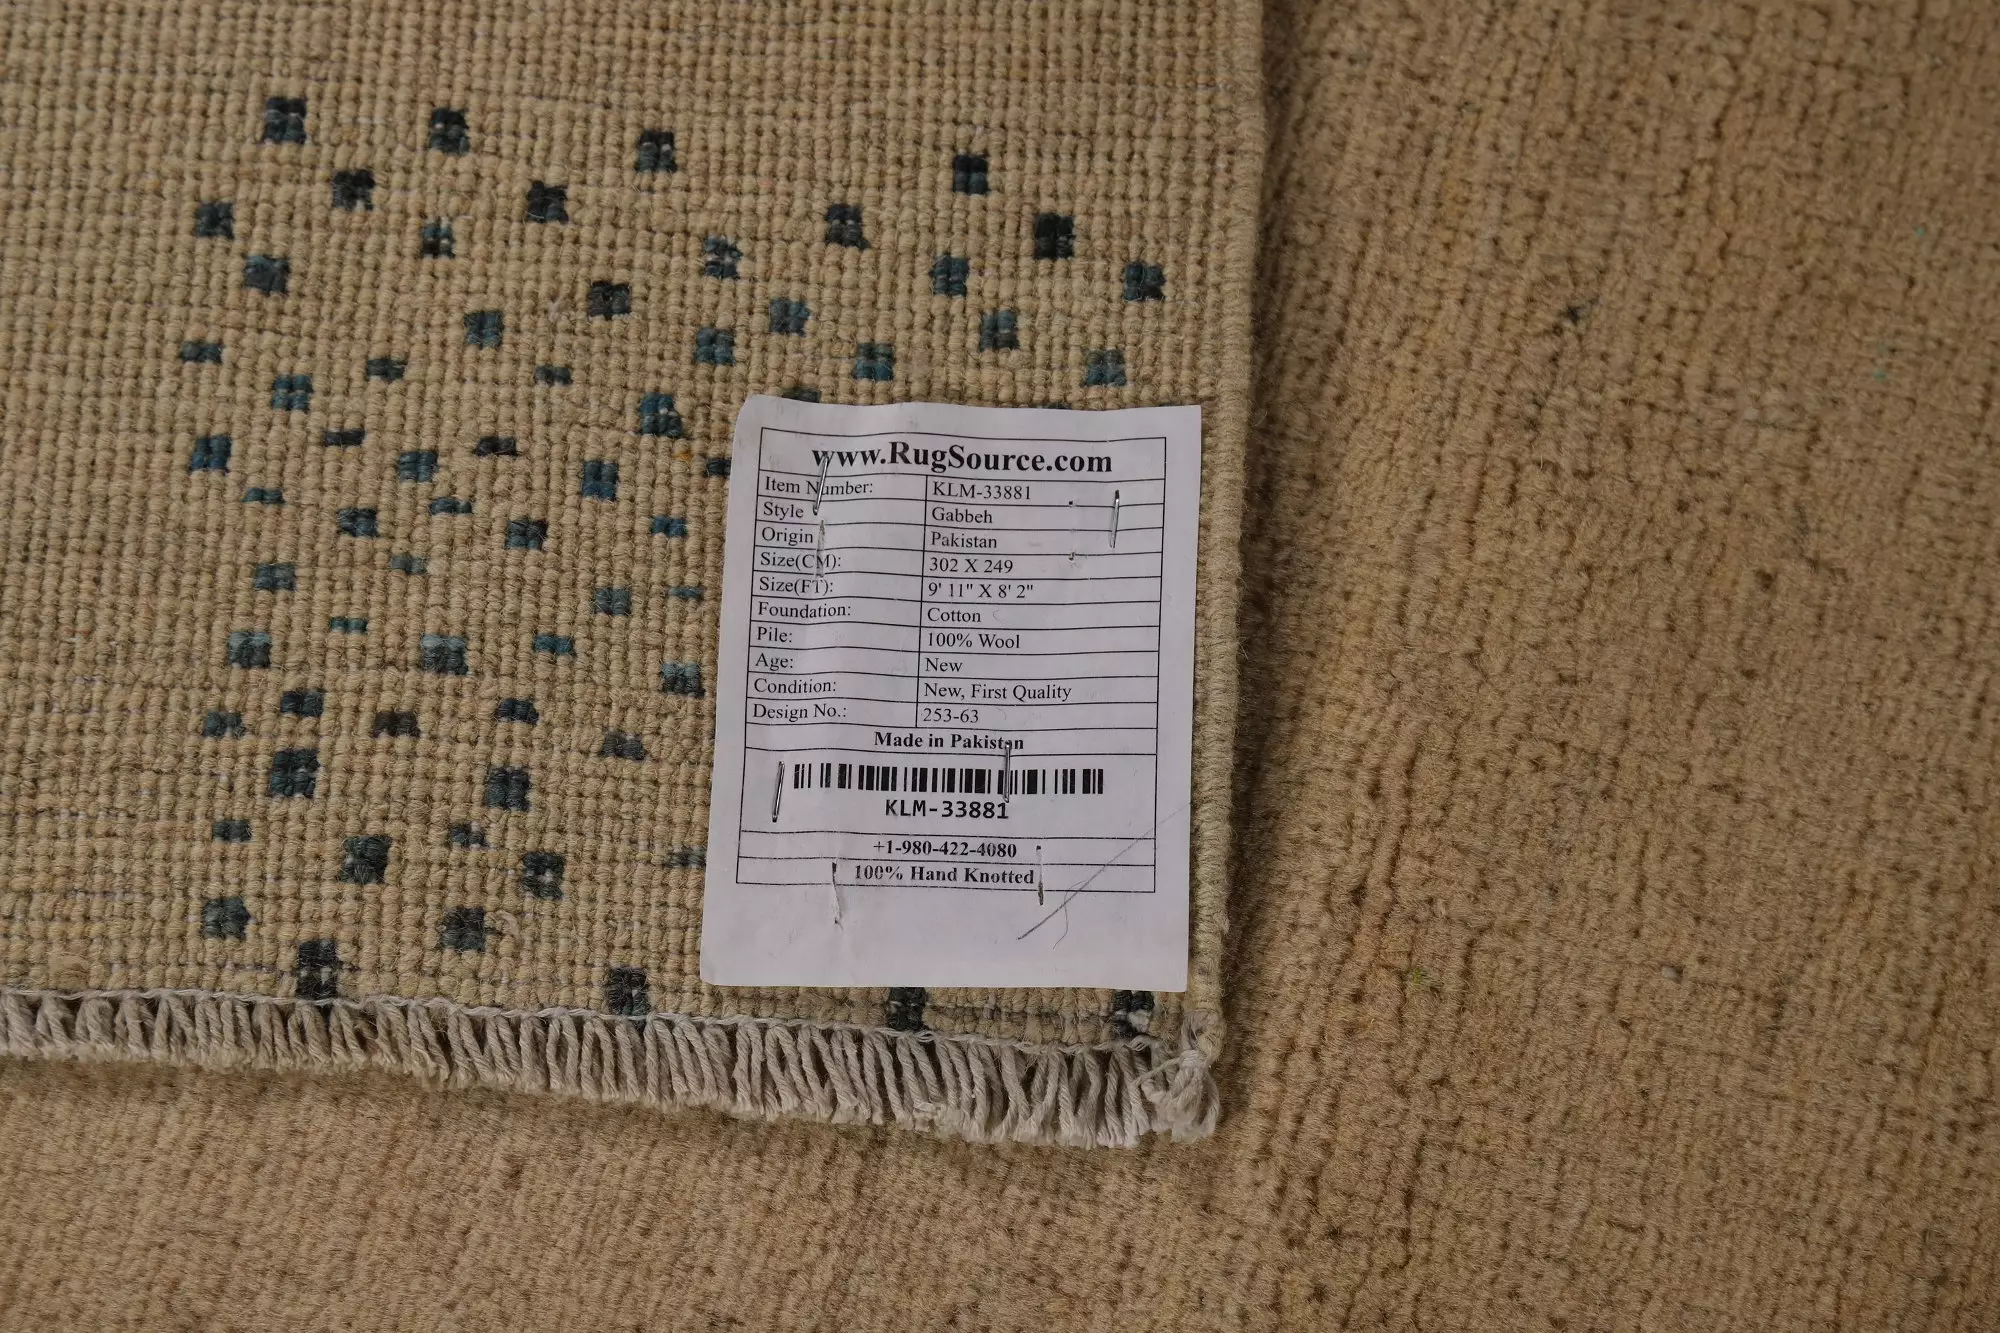 www.RugSource.com
Item Number: KLM-33881
Style Gabbeh
Origin Pakistan
Size(CM): 302 X 249
Size(FT): 9' 11" X 8' 2"
Foundation: Cotton
Pile: 100% Wool
Age: New
Condition: New, First Quality
Design No.: 253-63
Made in Pakistan
KLM-33881
+1-980-422-4080
100% Hand Knotted